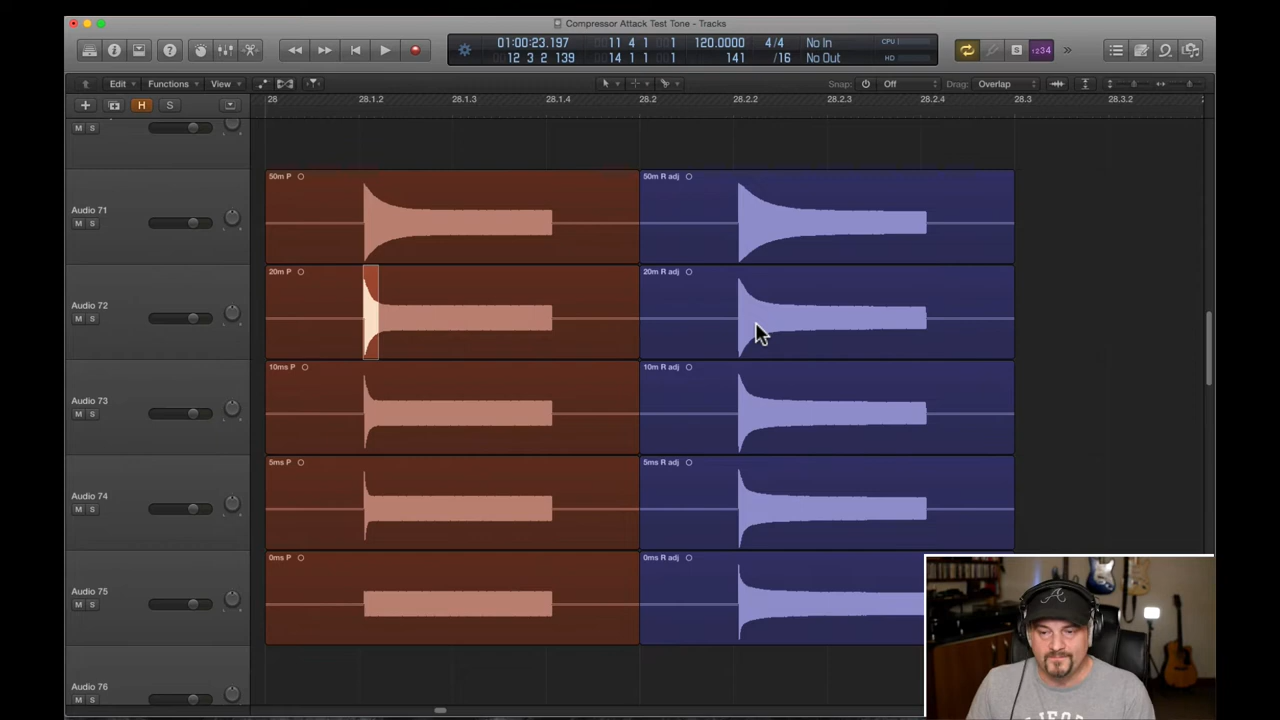 Compressor Attack Test Tone - Tracks
01:00:23.197 11 4 1 1 120.0000 4/4 No In CPU
12 3 2 139 14 1 1 1 141 /16 No Out HD
S 1234
Edit Functions View Snap: Off Drag: Overlap
H S 28 28.1.2 28.1.3 28.1.4 28.2 28.2.2 28.2.3 28.2.4 28.3 28.3.2
M S
50m P 50m R adj
Audio 71
M S
20m P 20m R adj
Audio 72
M S
10ms P 10m R adj
Audio 73
M S
5ms P 5ms R adj
Audio 74
M S
0ms P 0ms R adj
Audio 75
M S
Audio 76
M S
A